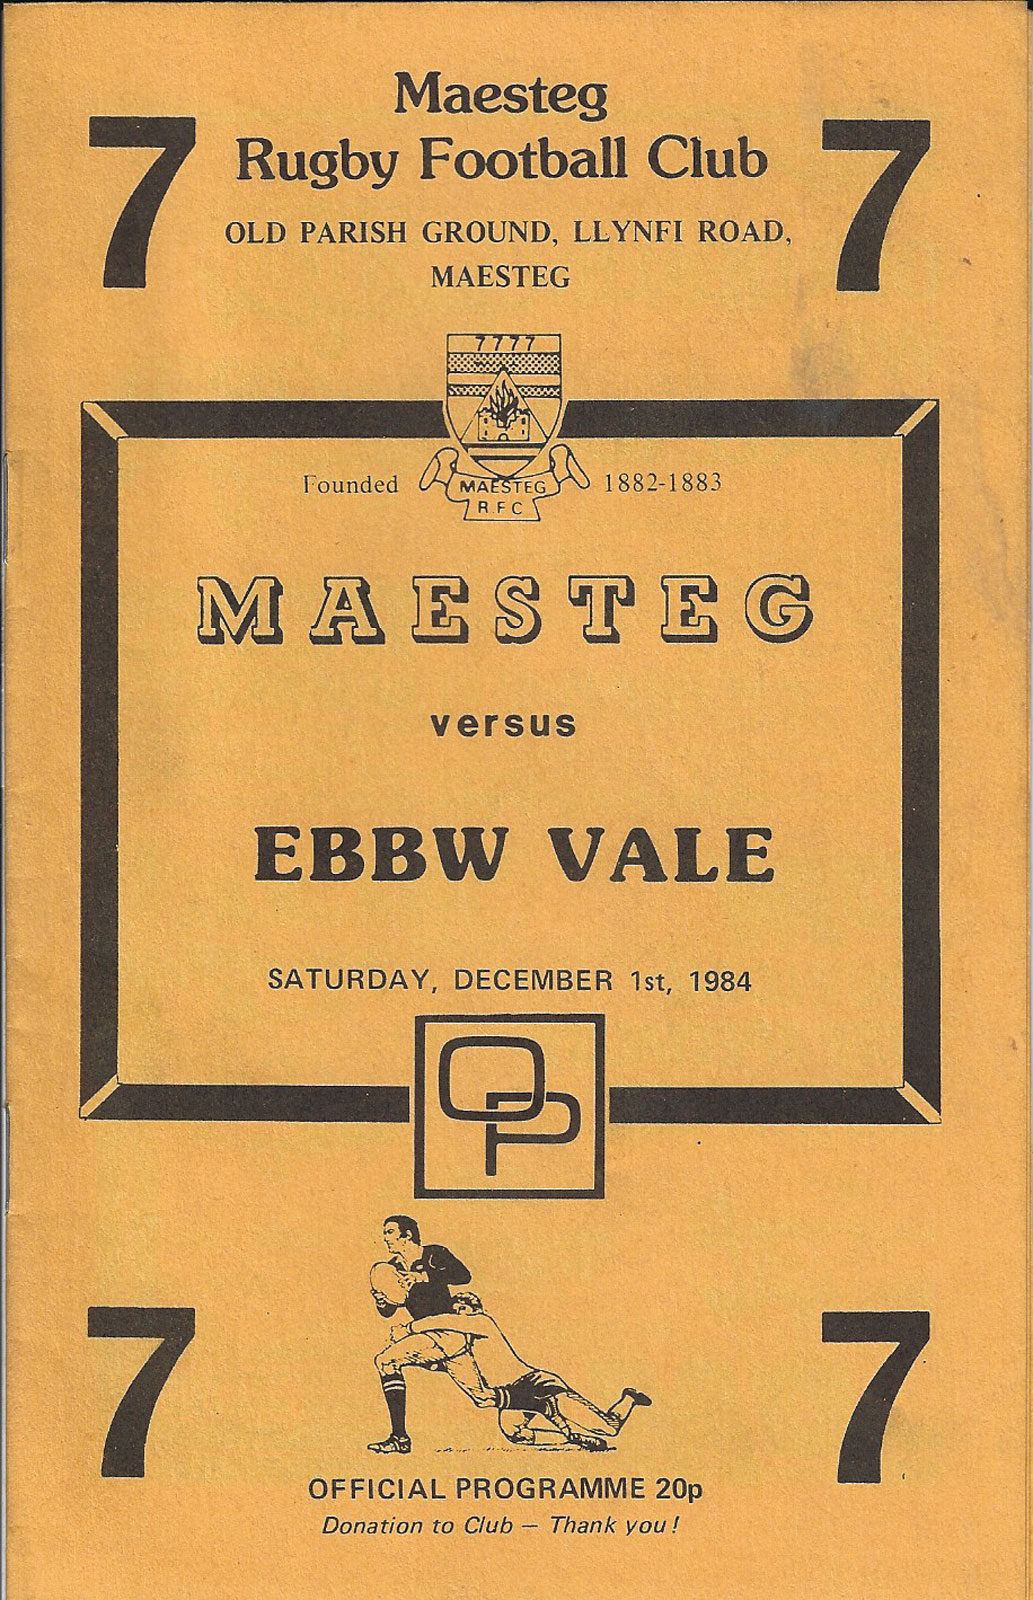 Maesteg
7 Rugby Football Club 7
OLD PARISH GROUND, LLYNFI ROAD,
MAESTEG
7777
Founded 1882-1883
MAESTEG
R.F C
MAESTEG
versus
EBBW VALE
SATURDAY, DECEMBER 1st, 1984
OP
7 7
OFFICIAL PROGRAMME 20p
Donation to Club – Thank you!